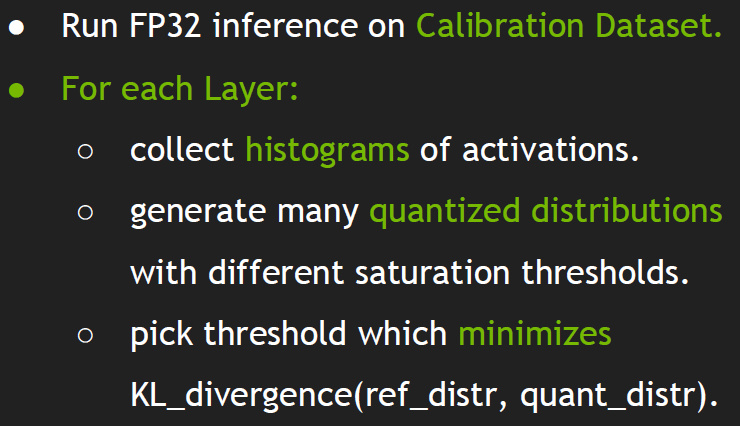 ● Run FP32 inference on Calibration Dataset.
● For each Layer:
○ collect histograms of activations.
○ generate many quantized distributions
with different saturation thresholds.
○ pick threshold which minimizes
KL_divergence(ref_distr, quant_distr).